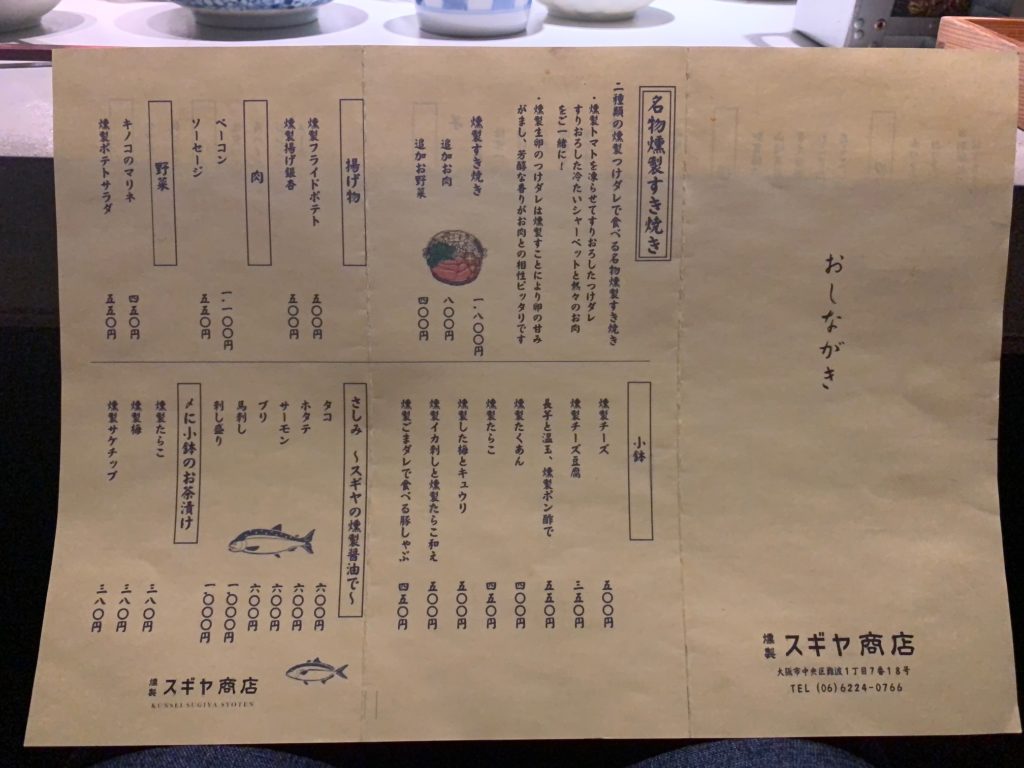 おしながき
燻製 スギヤ商店
大阪市中央区難波1丁目7番18号
TEL (06)6224-0766
名物燻製すき焼き
二種類の燻製つけダレで食べる名物燻製すき焼き
・燻製トマトを凍らせてすりおろしたつけダレ
すりおろした冷たいシャーベットと熱々のお肉
をご一緒に！
・燻製生卵のつけダレは燻製すことにより卵の甘み
がまし、芳醇な香りがお肉との相性ピッタリです
燻製すき焼き 一、八〇〇円
追加お肉 八〇〇円
追加お野菜 四〇〇円
揚げ物
燻製フライドポテト 五〇〇円
燻製揚げ銀杏 五〇〇円
肉
ベーコン 一、一〇〇円
ソーセージ 五五〇円
野菜
キノコのマリネ 四五〇円
燻製ポテトサラダ 五五〇円
小鉢
燻製チーズ 五〇〇円
燻製チーズ豆腐 三五〇円
長芋と温玉、燻製ポン酢で 五五〇円
燻製たくあん 四〇〇円
燻製たらこ 四五〇円
燻製した梅とキュウリ 五〇〇円
燻製イカ刺しと燻製たらこ和え 五〇〇円
燻製ごまダレで食べる豚しゃぶ 四五〇円
さしみ ～スギヤの燻製醤油で～
タコ 六〇〇円
ホタテ 六〇〇円
サーモン 六〇〇円
ブリ 六〇〇円
馬刺し 一、〇〇〇円
刺し盛り 一、〇〇〇円
〆に小鉢のお茶漬け
燻製たらこ 三八〇円
燻製梅 三八〇円
燻製サケチップ 三八〇円
燻製 スギヤ商店
KUNSEI SUGIYA SYOTEN